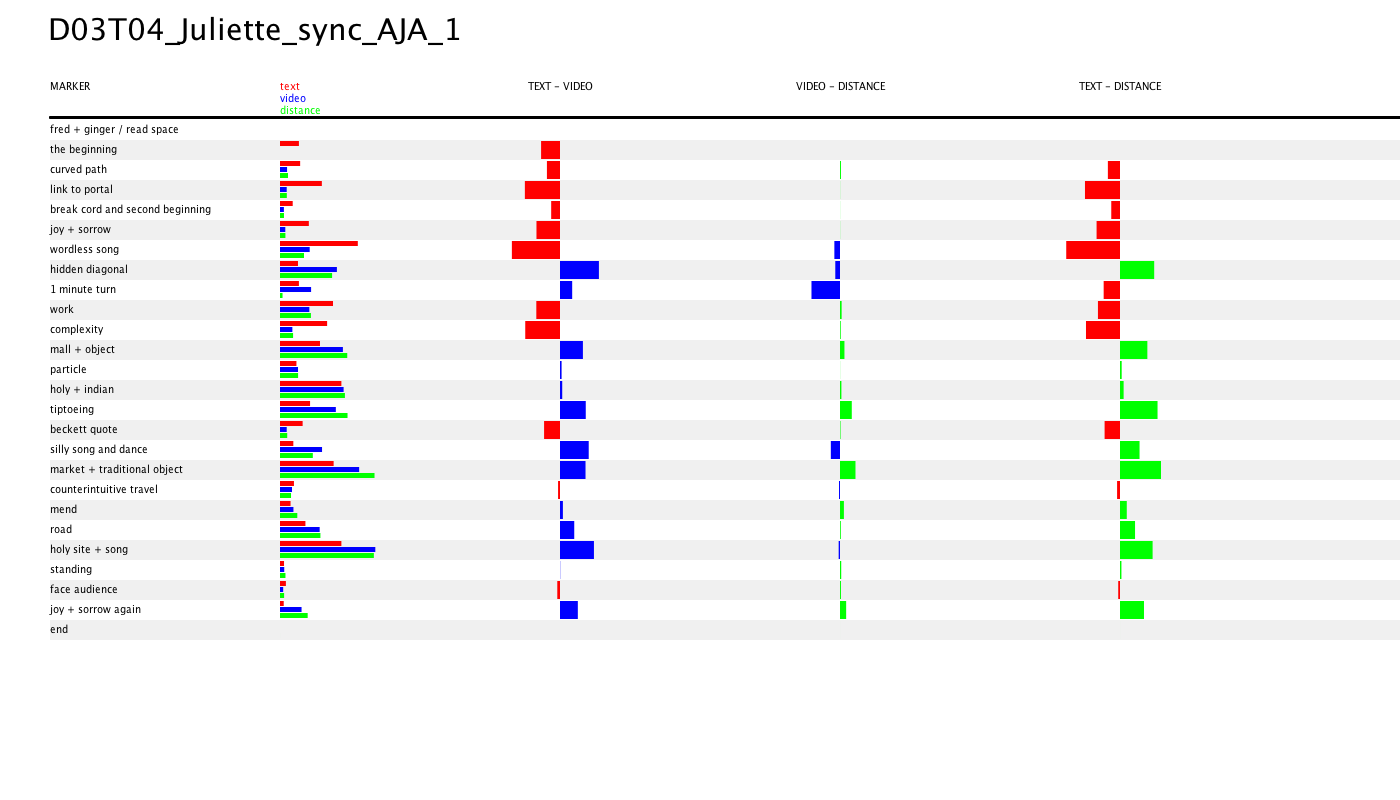 D03T04_Juliette_sync_AJA_1
MARKER text TEXT – VIDEO VIDEO – DISTANCE TEXT – DISTANCE
video
distance
fred + ginger / read space
the beginning
curved path
link to portal
break cord and second beginning
joy + sorrow
wordless song
hidden diagonal
1 minute turn
work
complexity
mall + object
particle
holy + indian
tiptoeing
beckett quote
silly song and dance
market + traditional object
counterintuitive travel
mend
road
holy site + song
standing
face audience
joy + sorrow again
end